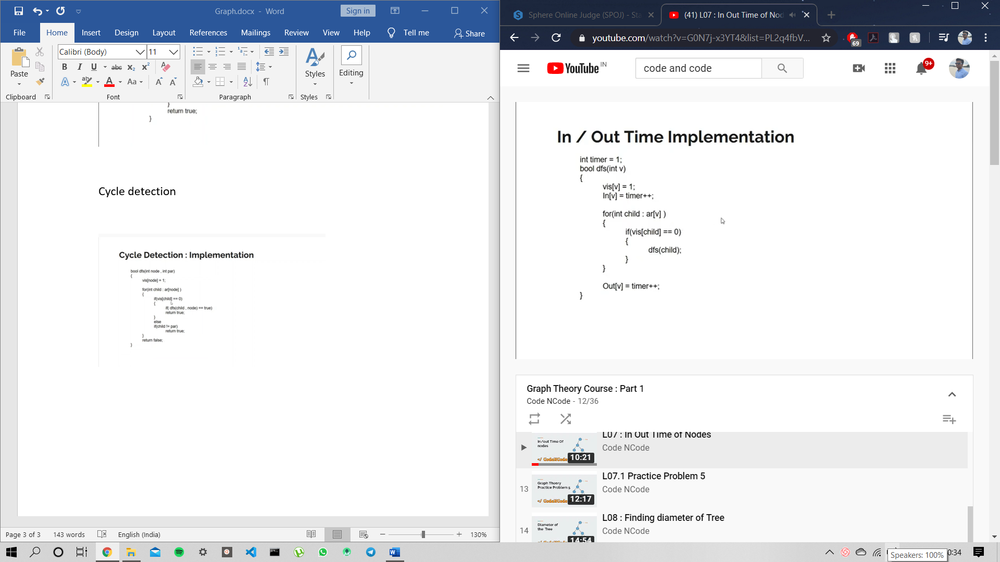 Graph.docx - Word
Sign in
File
Home
Insert
Design
Layout
References
Mailings
Review
View
Help
Tell me
Share
Paste
Clipboard
Calibri (Body)
11
B I U abc X₂ X²
A ab A Aa A A
Font
Paragraph
Styles
Styles
Editing
}
return true;
}
Cycle detection
Cycle Detection : Implementation
bool dfs(int node , int par)
{
vis[node] = 1;
for(int child : ar[node] )
{
if(vis[child] == 0)
{
if( dfs(child , node) == true)
return true;
}
else
if(child != par)
return true;
}
return false;
}
Page 3 of 3
143 words
English (India)
130%
Sphere Online Judge (SPOJ) - Sta
(41) L07 : In Out Time of Nod
youtube.com/watch?v=G0N7j-x3YT4&list=PL2q4fbV...
69
YouTube IN
code and code
9+
In / Out Time Implementation
int timer = 1;
bool dfs(int v)
{
vis[v] = 1;
In[v] = timer++;
for(int child : ar[v] )
{
if(vis[child] == 0)
{
dfs(child);
}
}
Out[v] = timer++;
}
Graph Theory Course : Part 1
Code NCode - 12/36
L07 : In Out Time of Nodes
Code NCode
In/out Time Of
nodes
</ CodeNCode
10:21
13
L07.1 Practice Problem 5
Code NCode
Graph Theory
Practice Problem 5
</ CodeNCode
12:17
14
L08 : Finding diameter of Tree
Code NCode
Diameter of
the Tree
14:54
Speakers: 100%
0:34